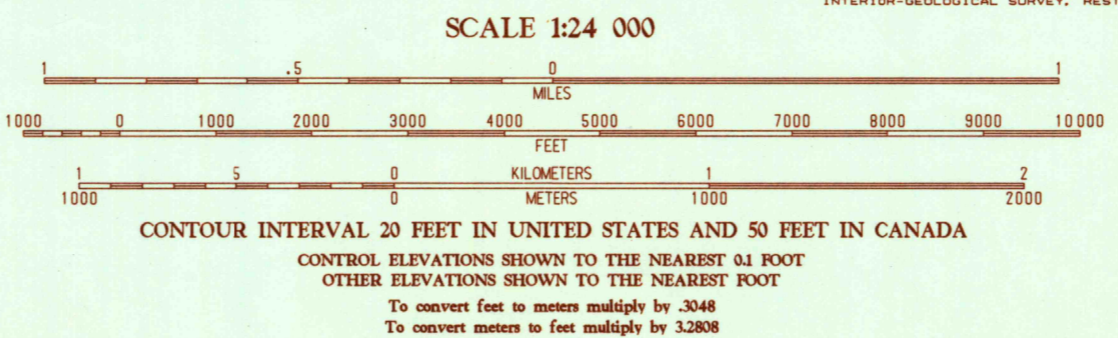 INTERIOR-GEOLOGICAL SURVEY, REST
SCALE 1:24 000
1 .5 0 1
MILES
1000 0 1000 2000 3000 4000 5000 6000 7000 8000 9000 10 000
FEET
1 5 0 KILOMETERS 1 2
1000 0 METERS 1000 2000
CONTOUR INTERVAL 20 FEET IN UNITED STATES AND 50 FEET IN CANADA
CONTROL ELEVATIONS SHOWN TO THE NEAREST 0.1 FOOT
OTHER ELEVATIONS SHOWN TO THE NEAREST FOOT
To convert feet to meters multiply by .3048
To convert meters to feet multiply by 3.2808